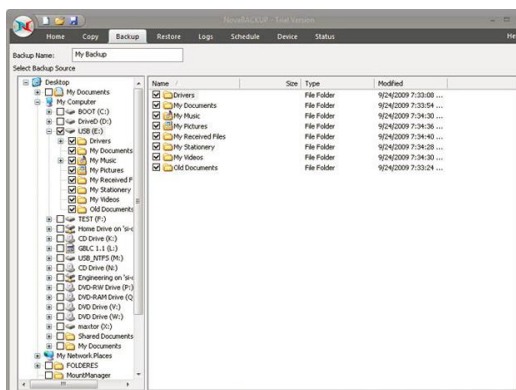 NovaBACKUP - Trial Version
Home Copy Backup Restore Logs Schedule Device Status He
Backup Name: My Backup
Select Backup Source
Desktop
My Documents
My Computer
BOOT (C:)
DriveD (D:)
USB (E:)
Drivers
My Documents
My Music
My Pictures
My Received F
My Stationery
My Videos
Old Documents
TEST (F:)
Home Drive on 'si-c
CD Drive (K:)
GBLC 1.1 (L:)
USB_NTFS (M:)
CD Drive (N:)
Engineering on 'si-c
DVD-RW Drive (P:)
DVD-RAM Drive (Q
DVD Drive (V:)
DVD Drive (W:)
maxtor (X:)
Shared Documents
My Documents
My Network Places
FOLDERES
MountManager
Name Size Type Modified
Drivers File Folder 9/24/2009 7:33:08 ...
My Documents File Folder 9/24/2009 7:33:54 ...
My Music File Folder 9/24/2009 7:34:30 ...
My Pictures File Folder 9/24/2009 7:34:36 ...
My Received Files File Folder 9/24/2009 7:34:40 ...
My Stationery File Folder 9/24/2009 7:34:28 ...
My Videos File Folder 9/24/2009 7:34:30 ...
Old Documents File Folder 9/24/2009 7:33:24 ...